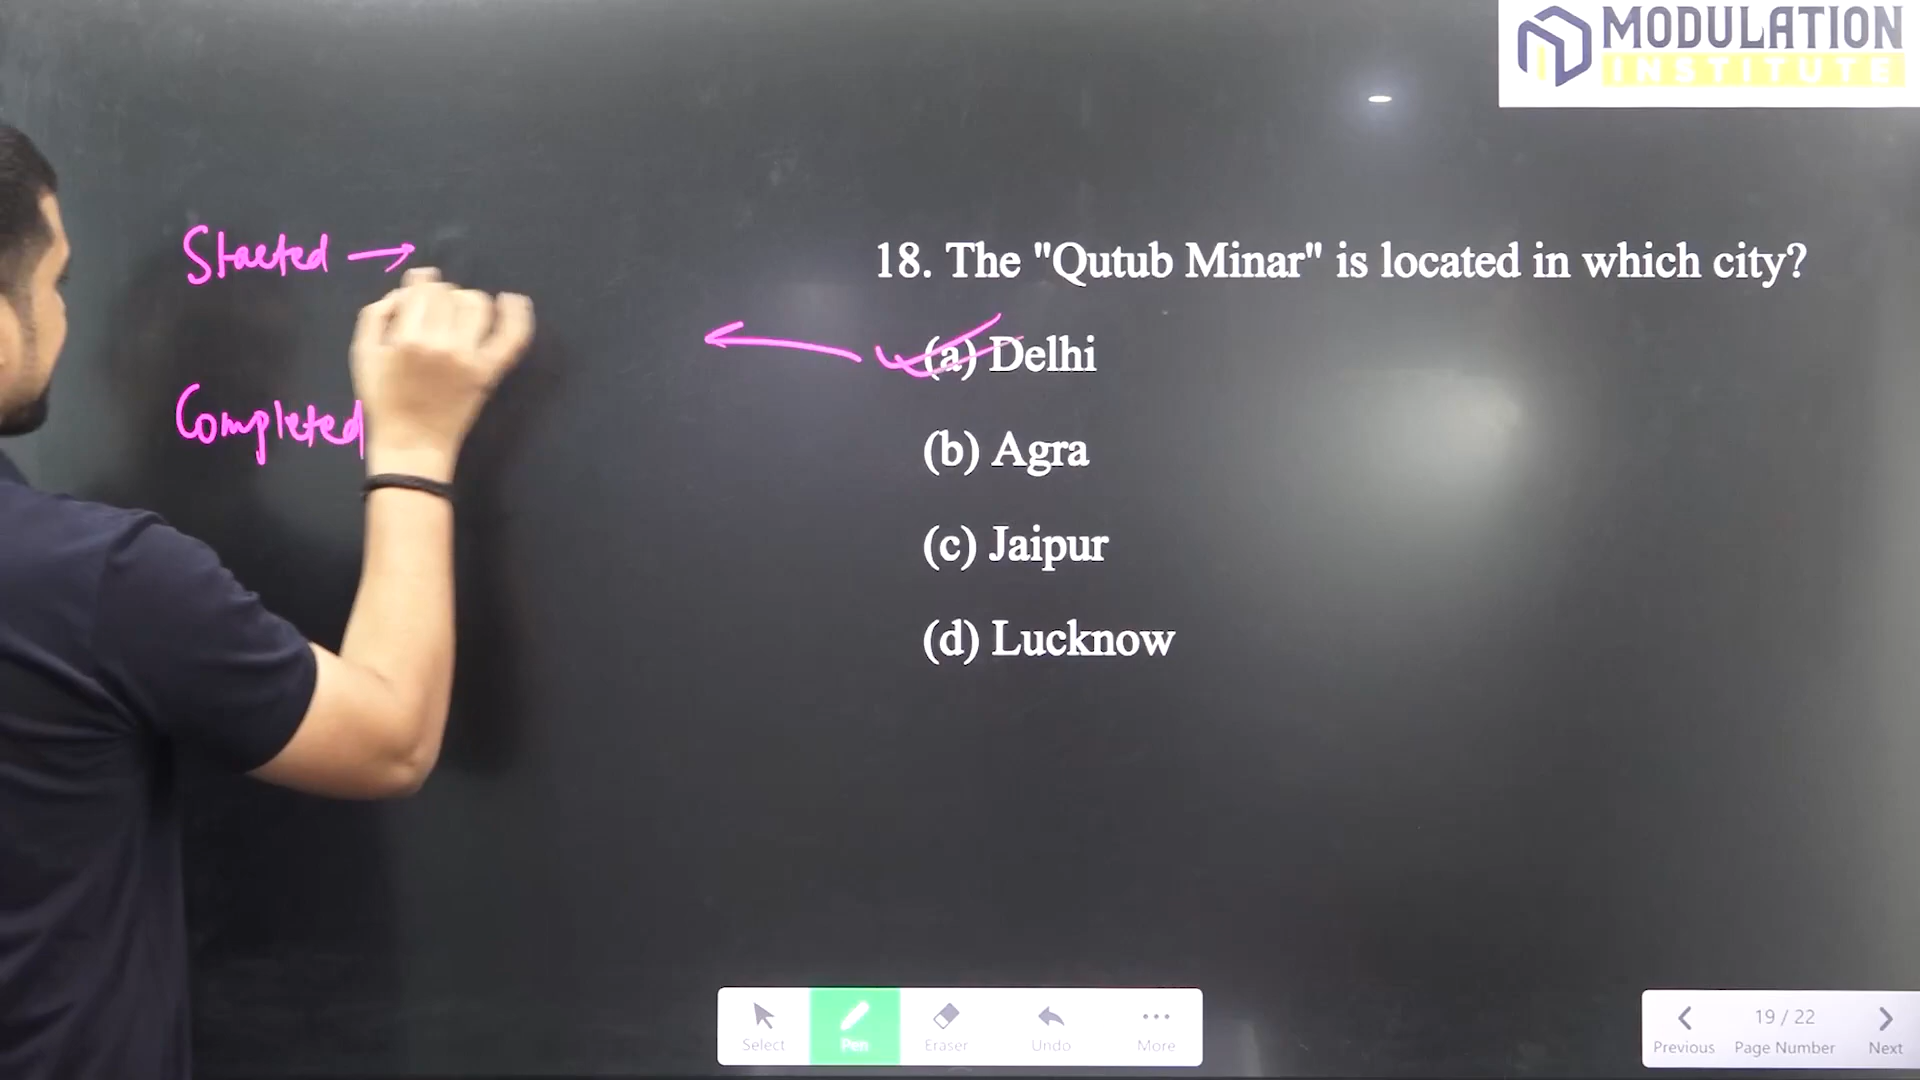 MODULATION
INSTITUTE
Started →
Completed
18. The "Qutub Minar" is located in which city?
(a) Delhi
(b) Agra
(c) Jaipur
(d) Lucknow
Select
Pen
Eraser
Undo
More
19 / 22
Previous
Page Number
Next